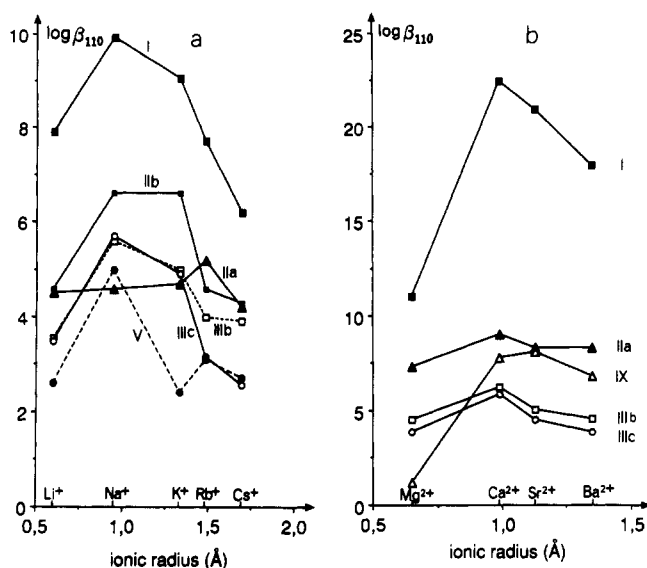 10
log β110
I
a
8
IIb
6
IIa
4
V
IIIc
IIIb
2
Li+ Na+ K+ Rb+ Cs+
0
0,5 1,0 1,5 2,0
ionic radius (Å)
25
log β110
b
20
I
15
10
IIa
IX
5
IIIb
IIIc
Mg2+ Ca2+ Sr2+ Ba2+
0
0,5 1,0 1,5
ionic radius (Å)